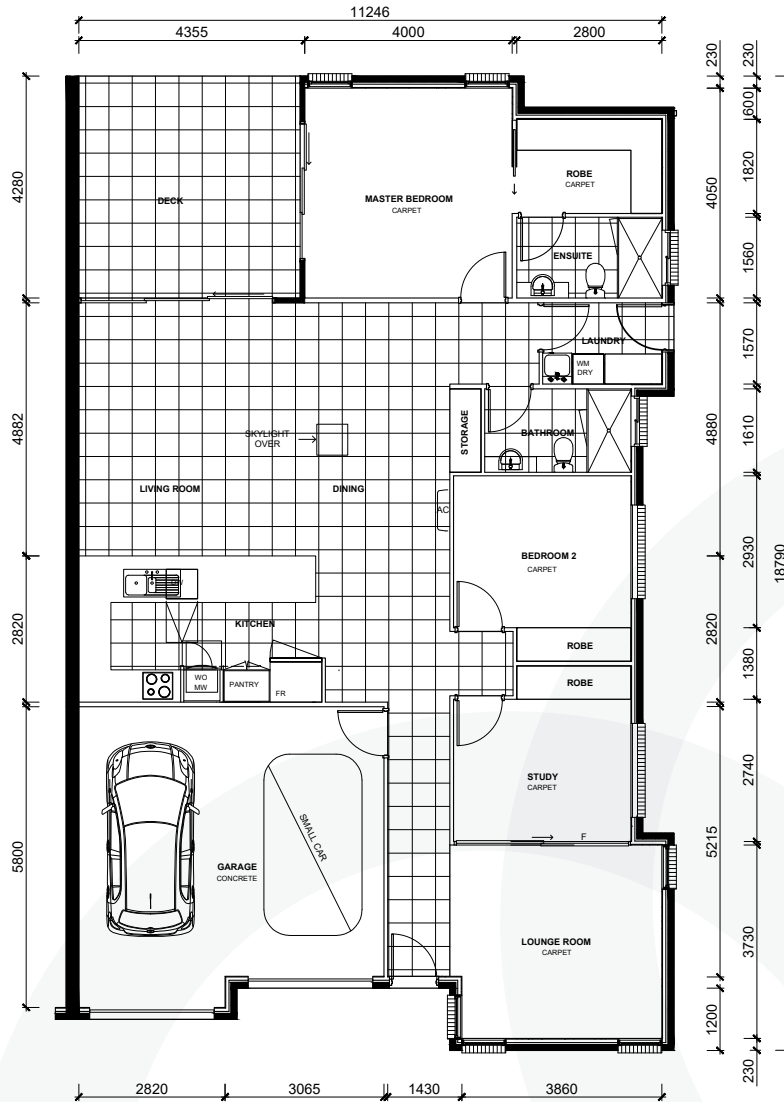 11246
4355
4000
2800
230
230
600
4280
4050
1820
DECK
MASTER BEDROOM
CARPET
ROBE
CARPET
ENSUITE
1560
LAUNDRY
WM
DRY
1570
4882
4880
SKYLIGHT
OVER
STORAGE
BATHROOM
1610
LIVING ROOM
DINING
AC
BEDROOM 2
CARPET
2930
18790
2820
2820
KITCHEN
ROBE
WO
MW
PANTRY
FR
ROBE
1380
STUDY
CARPET
2740
F
5800
5215
SMALL CAR
GARAGE
CONCRETE
LOUNGE ROOM
CARPET
3730
1200
230
2820
3065
1430
3860